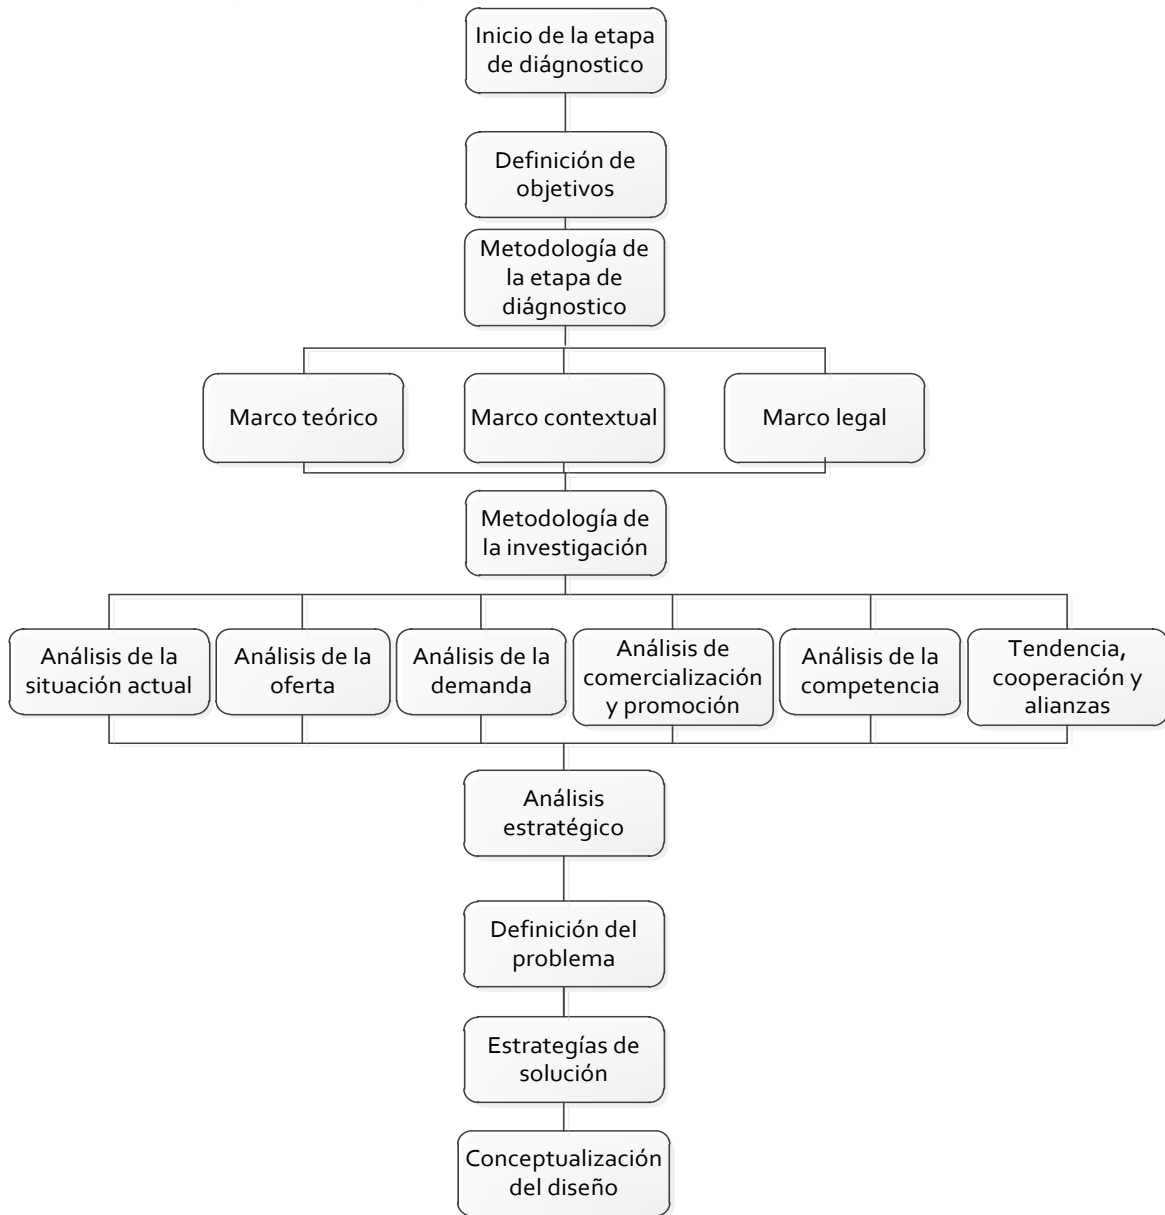 Inicio de la etapa
de diágnostico
Definición de
objetivos
Metodología de
la etapa de
diágnostico
Marco teórico
Marco contextual
Marco legal
Metodología de
la investigación
Análisis de la
situación actual
Análisis de la
oferta
Análisis de la
demanda
Análisis de
comercialización
y promoción
Análisis de la
competencia
Tendencia,
cooperación y
alianzas
Análisis
estratégico
Definición del
problema
Estrategías de
solución
Conceptualización
del diseño